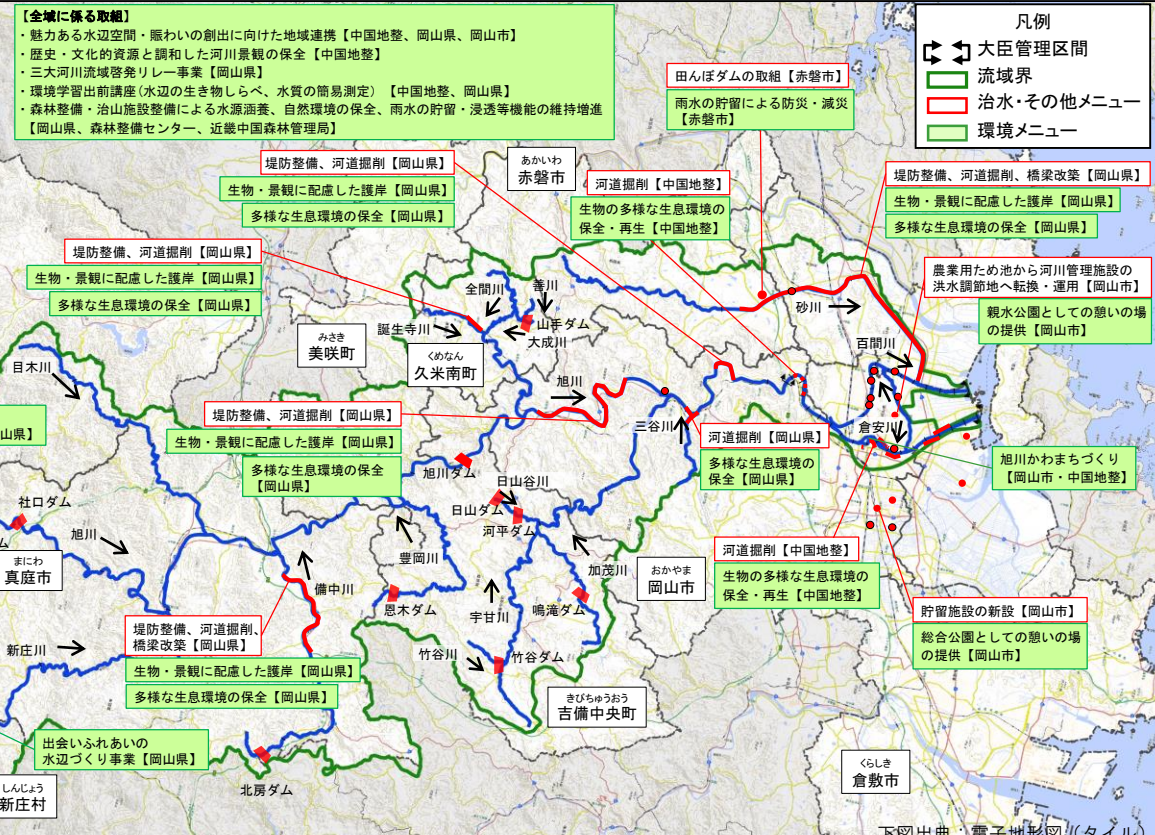 【全域に係る取組】
・魅力ある水辺空間・賑わいの創出に向けた地域連携【中国地整、岡山県、岡山市】
・歴史・文化的資源と調和した河川景観の保全【中国地整】
・三大河川流域啓発リレー事業【岡山県】
・環境学習出前講座(水辺の生き物しらべ、水質の簡易測定) 【中国地整、岡山県】
・森林整備・治山施設整備による水源涵養、自然環境の保全、雨水の貯留・浸透等機能の維持増進
【岡山県、森林整備センター、近畿中国森林管理局】
凡例
大臣管理区間
流域界
治水・その他メニュー
環境メニュー
田んぼダムの取組【赤磐市】
雨水の貯留による防災・減災
【赤磐市】
堤防整備、河道掘削【岡山県】
生物・景観に配慮した護岸【岡山県】
多様な生息環境の保全【岡山県】
あかいわ
赤磐市
河道掘削【中国地整】
生物の多様な生息環境の
保全・再生【中国地整】
堤防整備、河道掘削、橋梁改築【岡山県】
生物・景観に配慮した護岸【岡山県】
多様な生息環境の保全【岡山県】
堤防整備、河道掘削【岡山県】
生物・景観に配慮した護岸【岡山県】
多様な生息環境の保全【岡山県】
農業用ため池から河川管理施設の
洪水調節地へ転換・運用【岡山市】
親水公園としての憩いの場
の提供【岡山市】
全間川
善川
誕生寺川
山手ダム
大成川
砂川
百間川
みさき
美咲町
くめなん
久米南町
目木川
旭川
堤防整備、河道掘削【岡山県】
生物・景観に配慮した護岸【岡山県】
多様な生息環境の保全
【岡山県】
山県】
三谷川
倉安川
河道掘削【岡山県】
多様な生息環境の
保全【岡山県】
旭川かわまちづくり
【岡山市・中国地整】
旭川ダム
日山谷川
日山ダム
河平ダム
社口ダム
ム
旭川
まにわ
真庭市
豊岡川
備中川
恩木ダム
宇甘川
加茂川
鳴滝ダム
おかやま
岡山市
河道掘削【中国地整】
生物の多様な生息環境の
保全・再生【中国地整】
貯留施設の新設【岡山市】
総合公園としての憩いの場
の提供【岡山市】
新庄川
堤防整備、河道掘削、
橋梁改築【岡山県】
生物・景観に配慮した護岸【岡山県】
多様な生息環境の保全【岡山県】
竹谷川
竹谷ダム
きびちゅうおう
吉備中央町
出会いふれあいの
水辺づくり事業【岡山県】
しんじょう
新庄村
北房ダム
くらしき
倉敷市
下図出典：電子地形図（タイル）